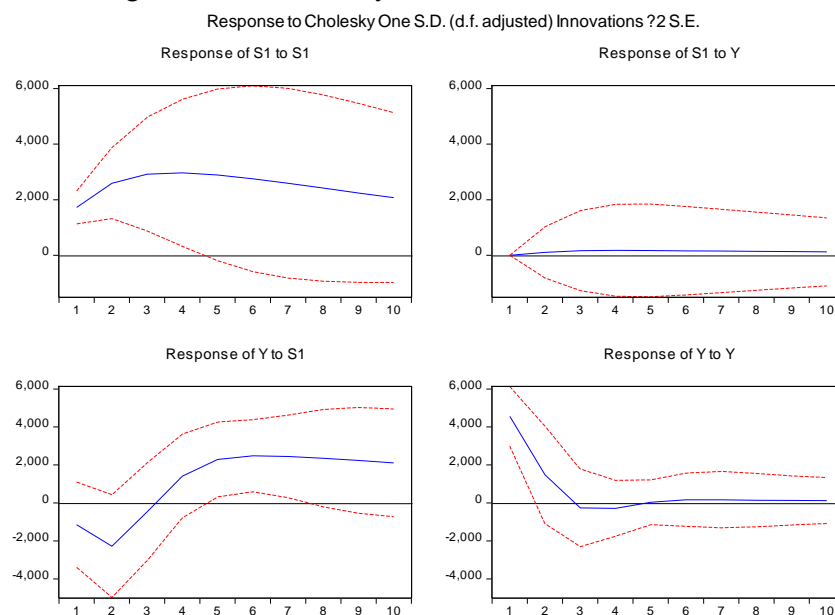 Response to Cholesky One S.D. (d.f. adjusted) Innovations ?2 S.E.
Response of S1 to S1
6,000
4,000
2,000
0
1 2 3 4 5 6 7 8 9 10
Response of S1 to Y
6,000
4,000
2,000
0
1 2 3 4 5 6 7 8 9 10
Response of Y to S1
6,000
4,000
2,000
0
-2,000
-4,000
1 2 3 4 5 6 7 8 9 10
Response of Y to Y
6,000
4,000
2,000
0
-2,000
-4,000
1 2 3 4 5 6 7 8 9 10